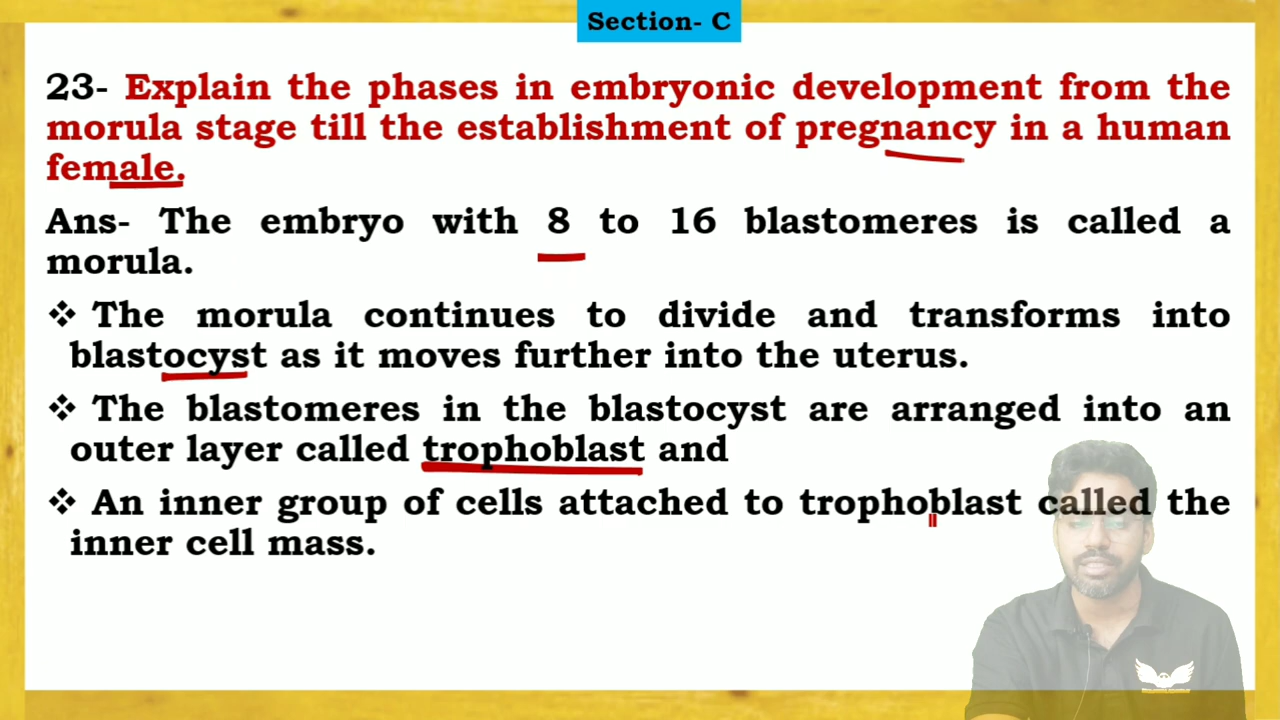 Section- C
23- Explain the phases in embryonic development from the
morula stage till the establishment of pregnancy in a human
female.
Ans- The embryo with 8 to 16 blastomeres is called a
morula.
❖ The morula continues to divide and transforms into
blastocyst as it moves further into the uterus.
❖ The blastomeres in the blastocyst are arranged into an
outer layer called trophoblast and
❖ An inner group of cells attached to trophoblast called the
inner cell mass.